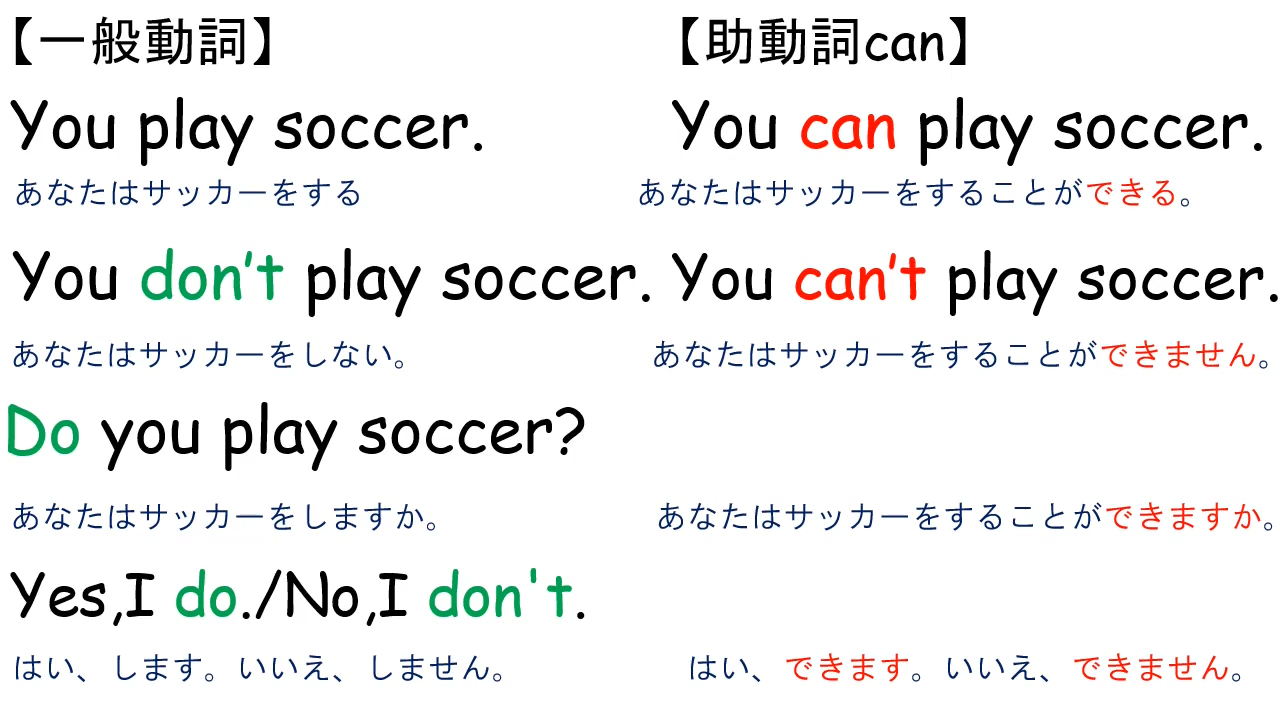 【一般動詞】 【助動詞can】
You play soccer. You can play soccer.
あなたはサッカーをする あなたはサッカーをすることができる。
You don’t play soccer. You can’t play soccer.
あなたはサッカーをしない。 あなたはサッカーをすることができません。
Do you play soccer?
あなたはサッカーをしますか。 あなたはサッカーをすることができますか。
Yes,I do./No,I don't.
はい、します。いいえ、しません。 はい、できます。いいえ、できません。